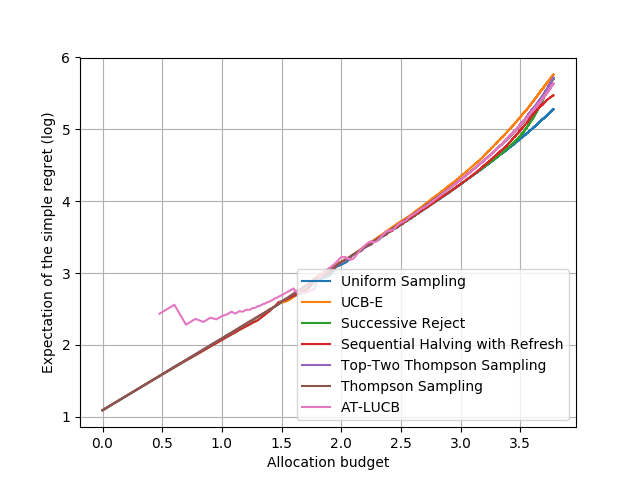 6
5
4
3
2
1
Expectation of the simple regret (log)
Uniform Sampling
UCB-E
Successive Reject
Sequential Halving with Refresh
Top-Two Thompson Sampling
Thompson Sampling
AT-LUCB
0.0 0.5 1.0 1.5 2.0 2.5 3.0 3.5
Allocation budget